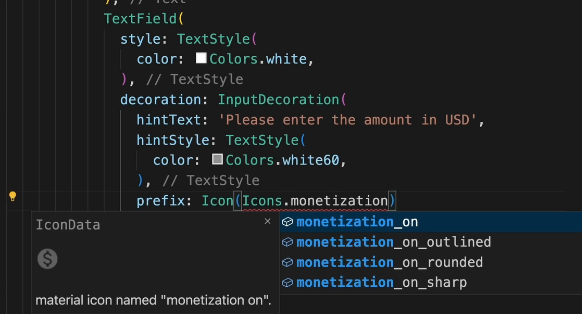 ), // Text
TextField(
style: TextStyle(
color: Colors.white,
), // TextStyle
decoration: InputDecoration(
hintText: 'Please enter the amount in USD',
hintStyle: TextStyle(
color: Colors.white60,
), // TextStyle
prefix: Icon(Icons.monetization)
IconData ×
$
material icon named "monetization on".
monetization_on
monetization_on_outlined
monetization_on_rounded
monetization_on_sharp